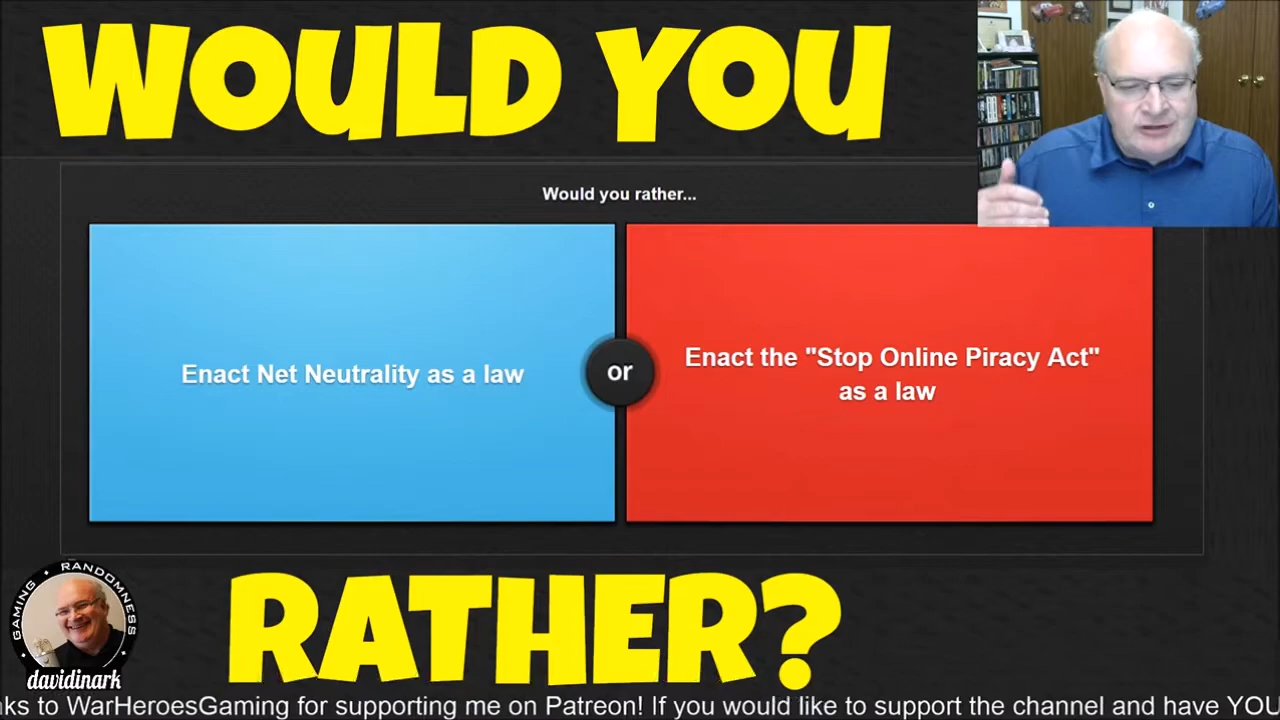 WOULD YOU
Would you rather...
Enact Net Neutrality as a law
or
Enact the "Stop Online Piracy Act"
as a law
GAMING • RANDOMNESS
davidinark
RATHER?
to WarHeroesGaming for supporting me on Patreon! If you would like to support the channel and have